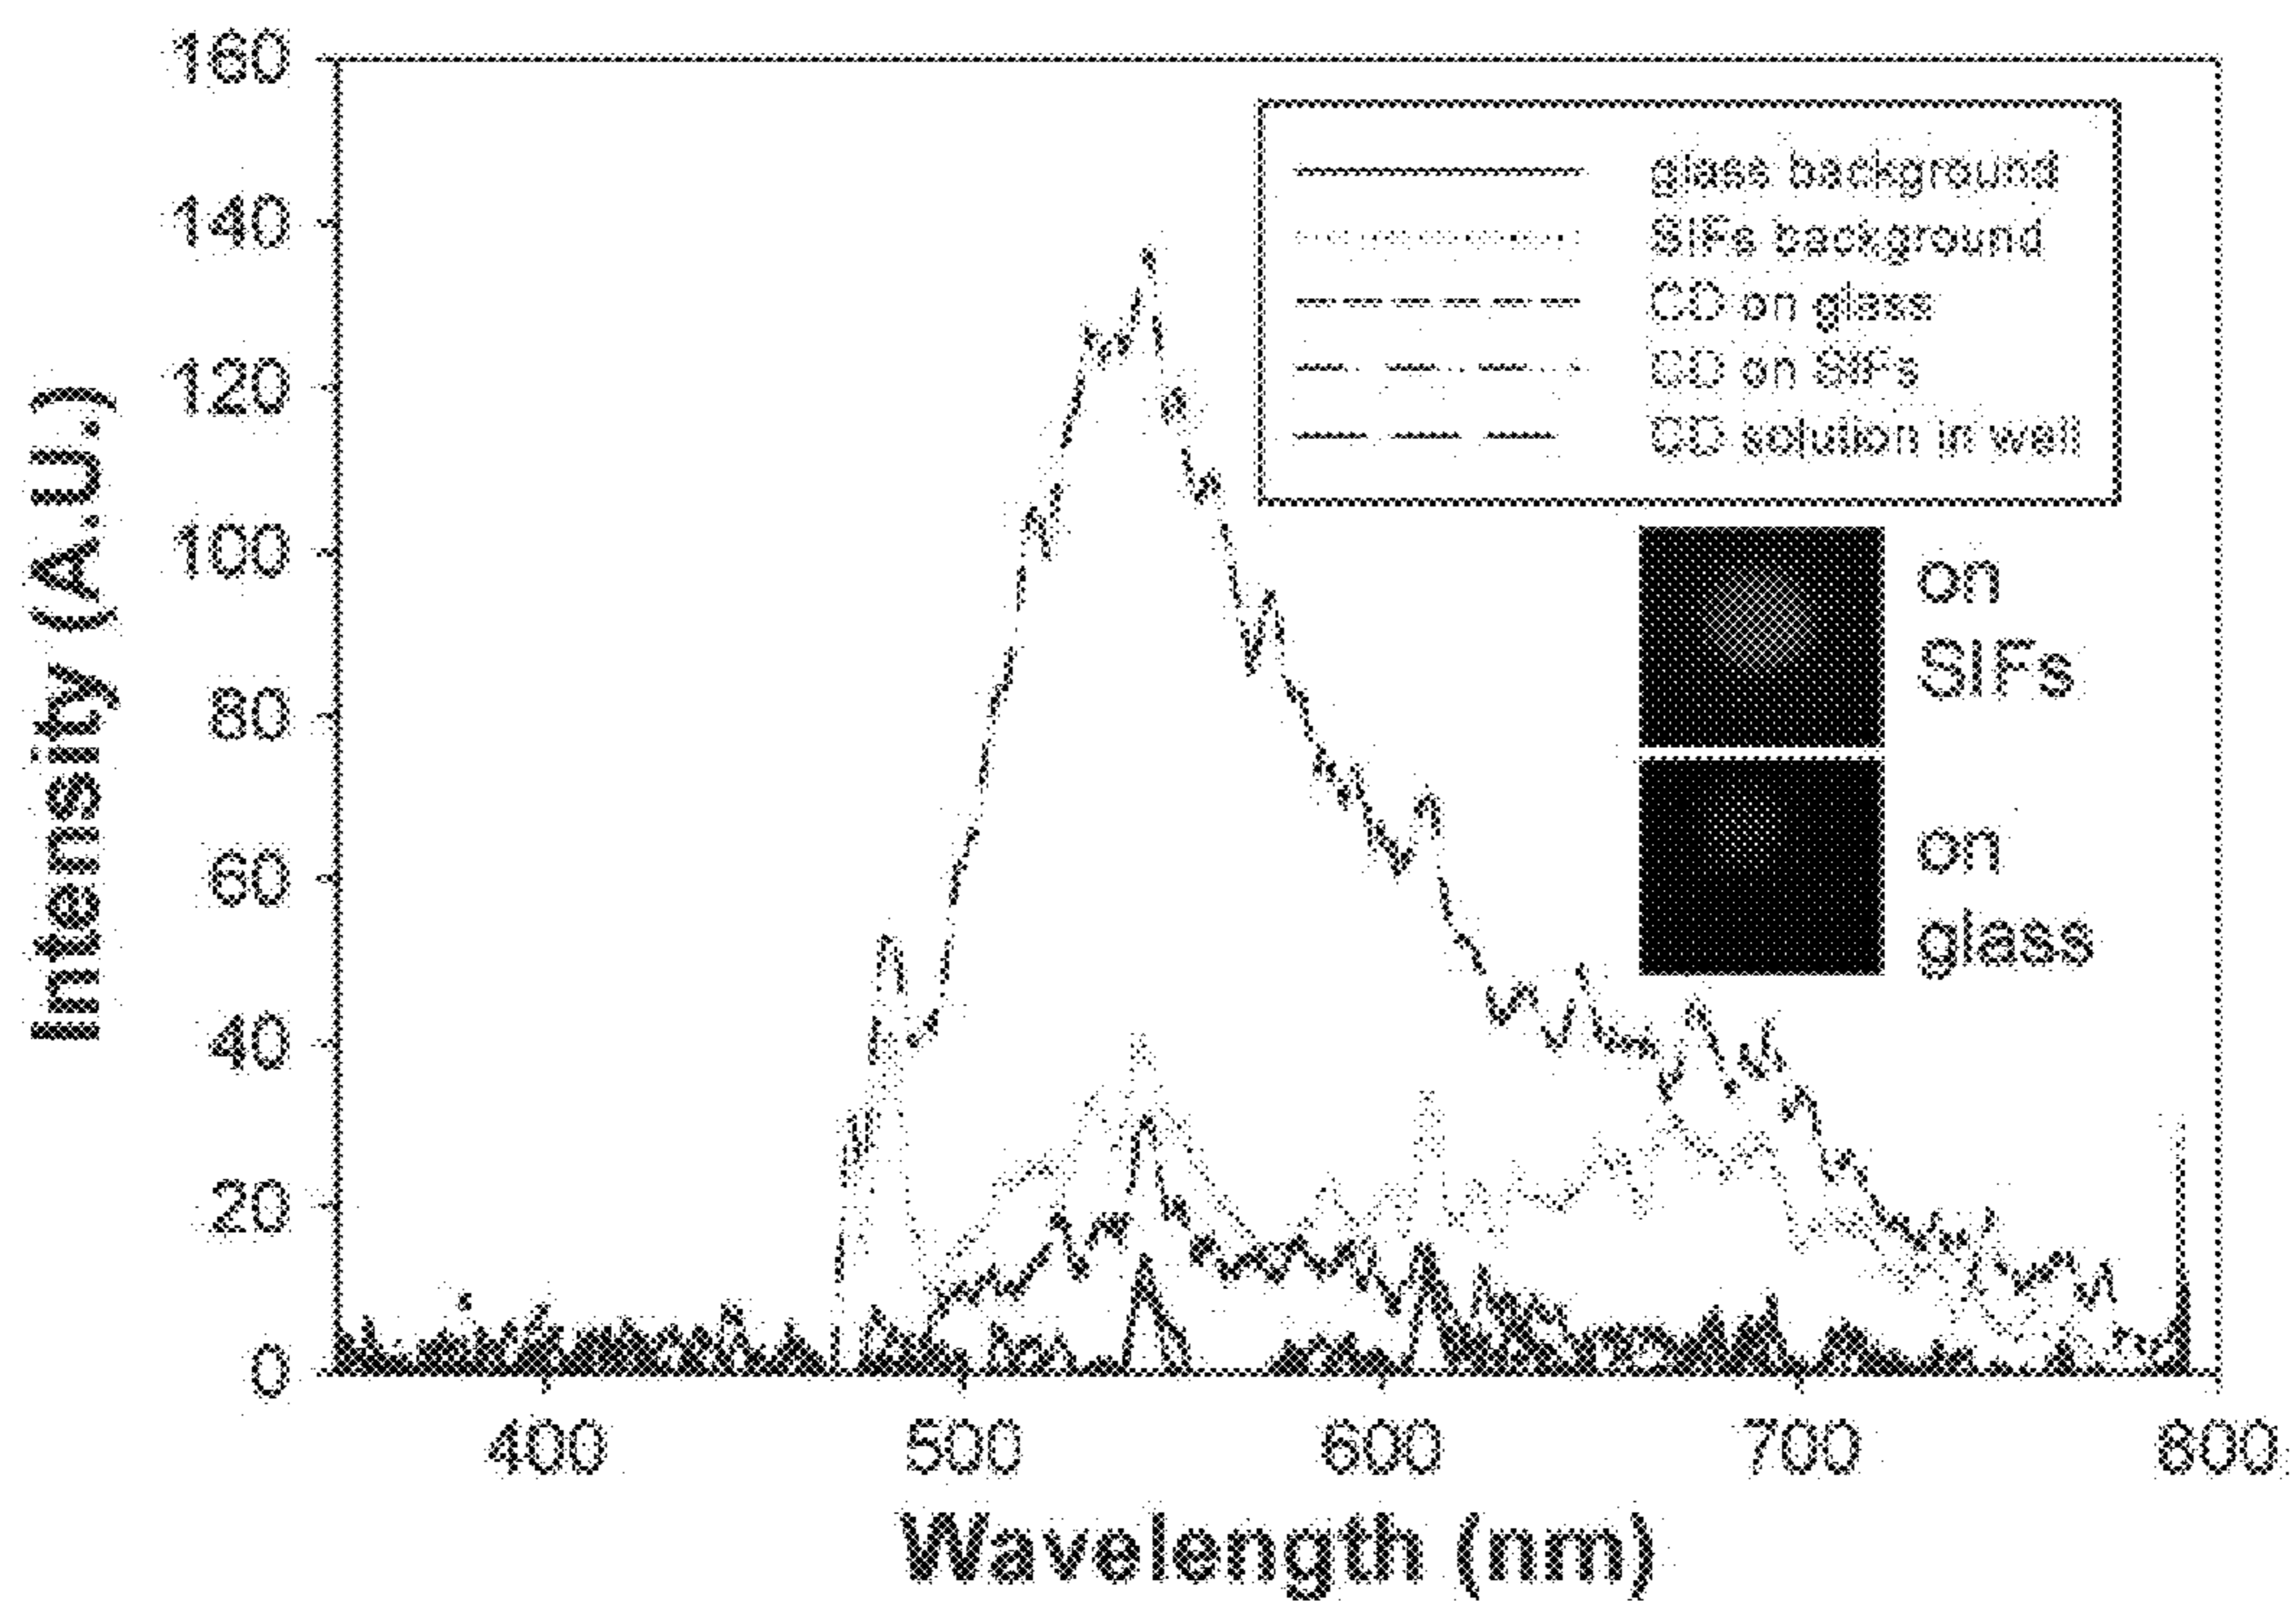 160
140
120
100
80
60
40
20
0
Intensity (A.U.)
glass background
SIFs background
CD on glass
CD on SIFs
CD solution in well
on
SIFs
on
glass
400 500 600 700 800
Wavelength (nm)